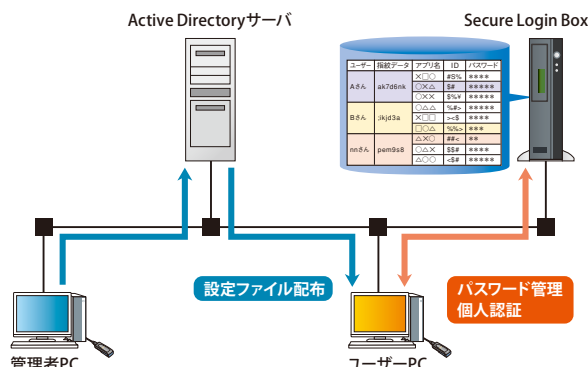 Active Directoryサーバ
Secure Login Box
ユーザー 指紋データ アプリ名 ID パスワード
Aさん ak7d6nk
X□○ #S% ****
○X△ $# *****
○XX $%¥ *****
Bさん :ikjd3a
○△△ %#> *****
X□□ ><$ ****
□○△ %%> ***
nnさん pem9s8
△X○ ##< **
○△X $$# ****
△○○ <$# *****
設定ファイル配布
パスワード管理
個人認証
管理者PC
ユーザーPC